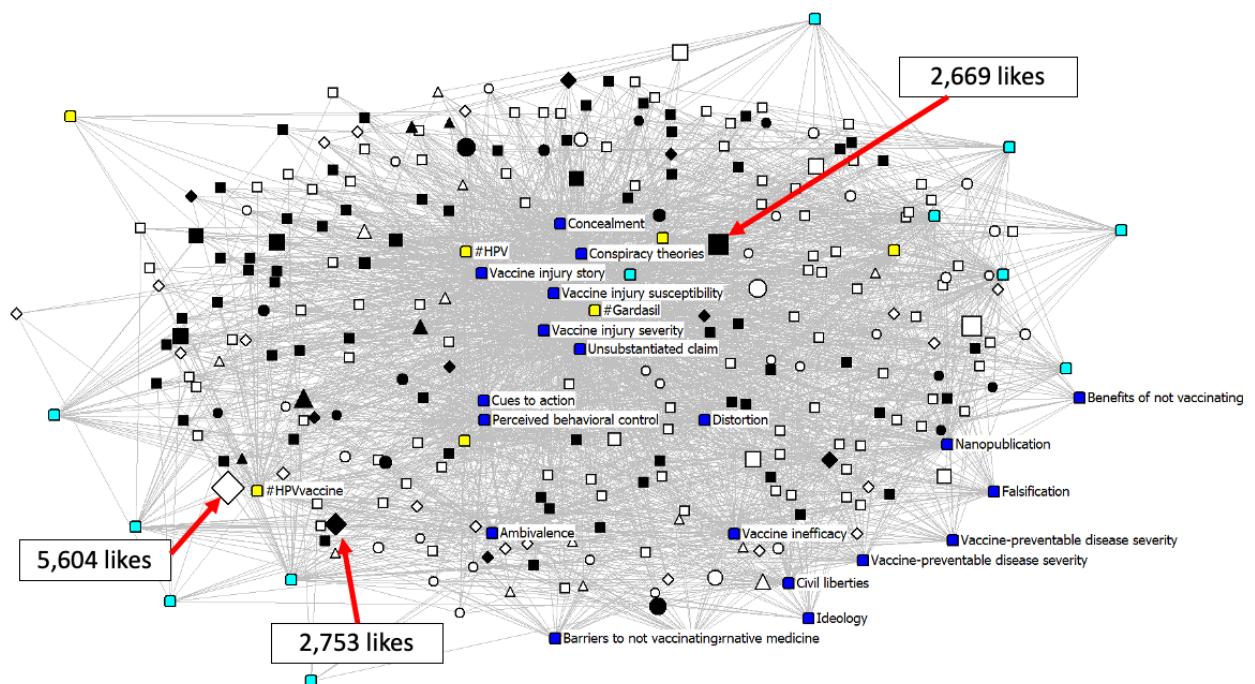 2,669 likes
Concealment
#HPV
Conspiracy theories
Vaccine injury story
Vaccine injury susceptibility
#Gardasil
Vaccine injury severity
Unsubstantiated claim
Cues to action
Benefits of not vaccinating
Perceived behavioral control
Distortion
Nanopublication
#HPVvaccine
Falsification
5,604 likes
Ambivalence
Vaccine inefficacy
Vaccine-preventable disease severity
Vaccine-preventable disease severity
Civil liberties
Ideology
2,753 likes
Barriers to not vaccinating
medicine